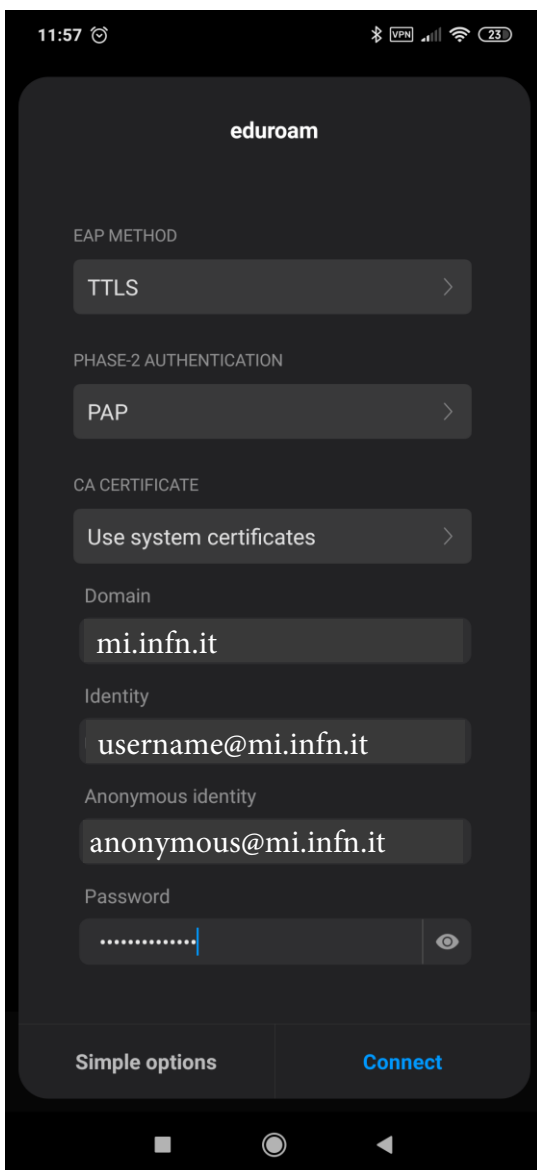 11:57 VPN 23
eduroam
EAP METHOD
TTLS
PHASE-2 AUTHENTICATION
PAP
CA CERTIFICATE
Use system certificates
Domain
mi.infn.it
Identity
username@mi.infn.it
Anonymous identity
anonymous@mi.infn.it
Password
••••••••••••••
Simple options Connect